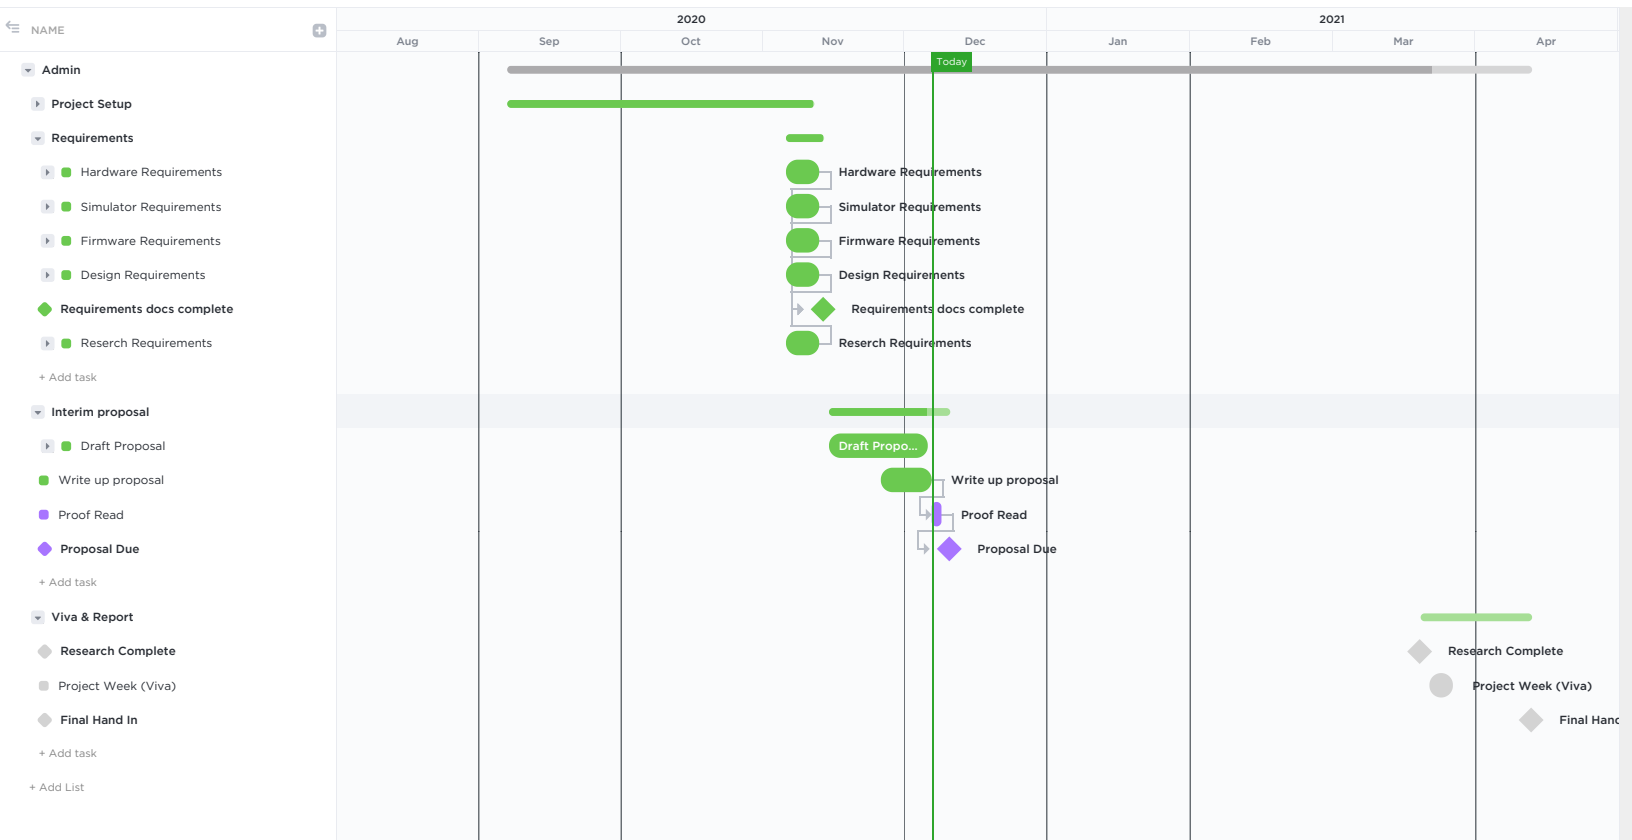 2020 2021
NAME
Aug Sep Oct Nov Dec Jan Feb Mar Apr
Today
Admin
Project Setup
Requirements
Hardware Requirements Hardware Requirements
Simulator Requirements Simulator Requirements
Firmware Requirements Firmware Requirements
Design Requirements Design Requirements
Requirements docs complete Requirements docs complete
Reserch Requirements Reserch Requirements
+ Add task
Interim proposal
Draft Proposal Draft Propo...
Write up proposal Write up proposal
Proof Read Proof Read
Proposal Due Proposal Due
+ Add task
Viva & Report
Research Complete Research Complete
Project Week (Viva) Project Week (Viva)
Final Hand In Final Hand
+ Add task
+ Add List